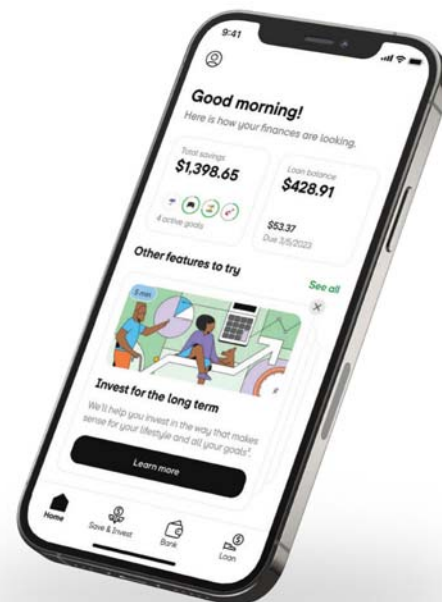 9:41
Good morning!
Here is how your finances are looking.
Total savings
$1,398.65
4 active goals
Loan balance
$428.91
$53.37
Due 3/5/2023
Other features to try
See all
5 min
Invest for the long term
We'll help you invest in the way that makes
sense for your lifestyle and all your goals¹.
Learn more
Home
Save & Invest
Bank
Loan